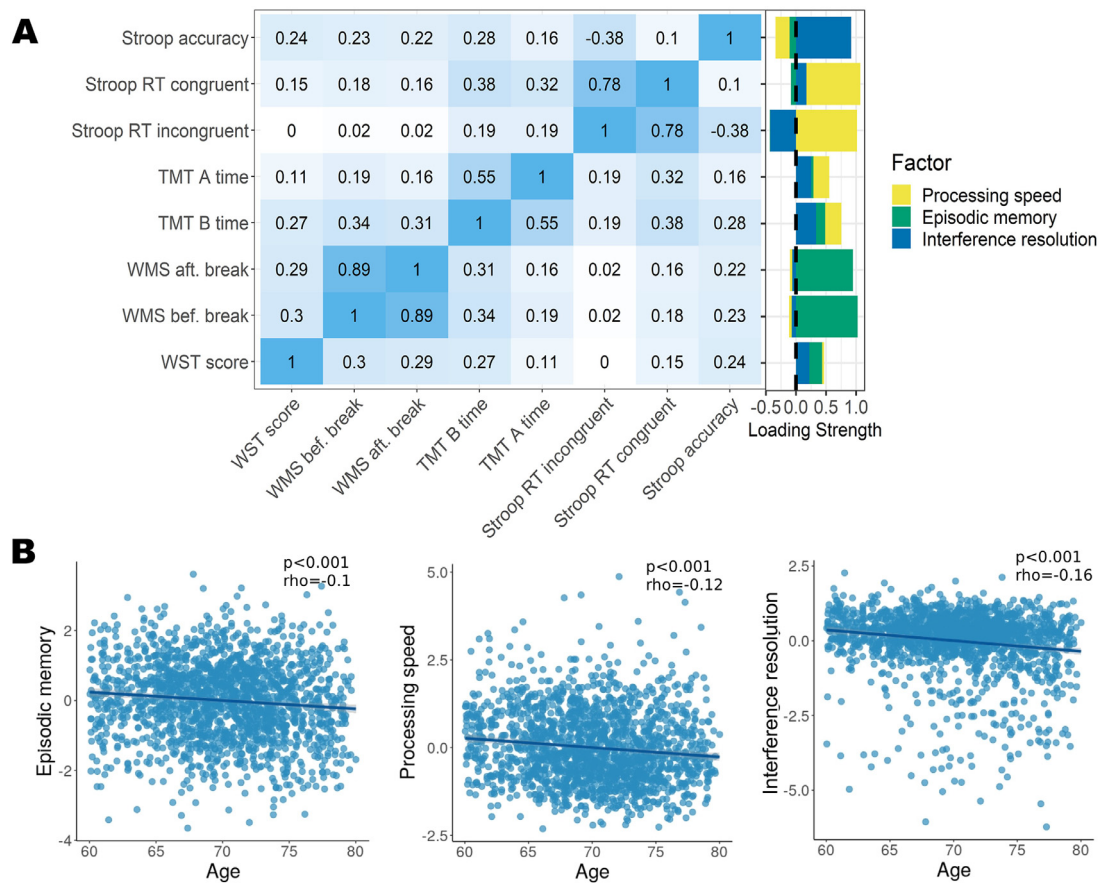 A
Stroop accuracy 0.24 0.23 0.22 0.28 0.16 -0.38 0.1 1
Stroop RT congruent 0.15 0.18 0.16 0.38 0.32 0.78 1 0.1
Stroop RT incongruent 0 0.02 0.02 0.19 0.19 1 0.78 -0.38
TMT A time 0.11 0.19 0.16 0.55 1 0.19 0.32 0.16
TMT B time 0.27 0.34 0.31 1 0.55 0.19 0.38 0.28
WMS aft. break 0.29 0.89 1 0.31 0.16 0.02 0.16 0.22
WMS bef. break 0.3 1 0.89 0.34 0.19 0.02 0.18 0.23
WST score 1 0.3 0.29 0.27 0.11 0 0.15 0.24
WST score
WMS bef. break
WMS aft. break
TMT B time
TMT A time
Stroop RT incongruent
Stroop RT congruent
Stroop accuracy
-0.5 0.0 0.5 1.0
Loading Strength
Factor
Processing speed
Episodic memory
Interference resolution
B
p<0.001
rho=-0.1
Episodic memory
2
0
-2
-4
60 65 70 75 80
Age
p<0.001
rho=-0.12
Processing speed
5.0
2.5
0.0
-2.5
60 65 70 75 80
Age
p<0.001
rho=-0.16
Interference resolution
2.5
0.0
-2.5
-5.0
60 65 70 75 80
Age